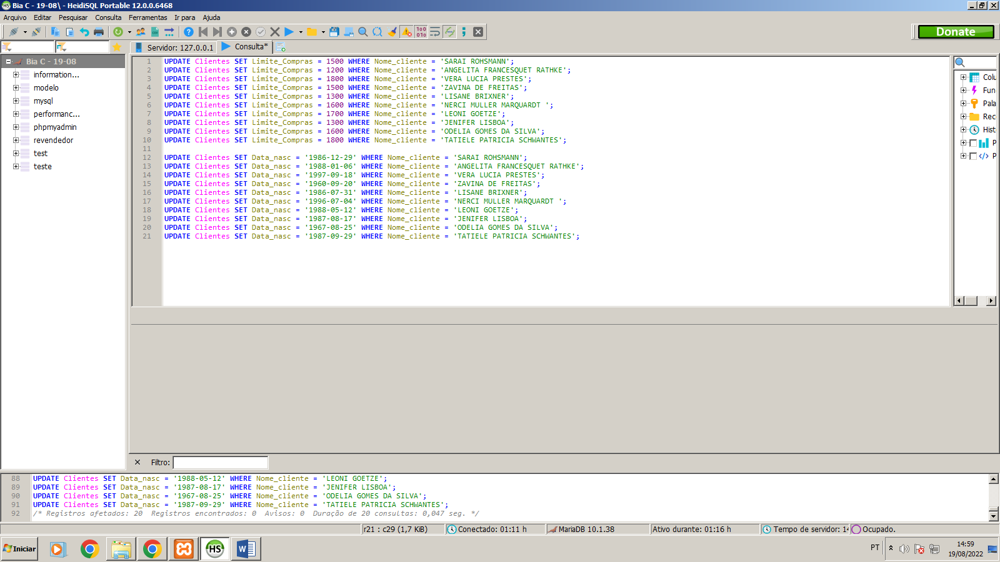 Bia C - 19-08\ - HeidiSQL Portable 12.0.0.6468
Arquivo Editar Pesquisar Consulta Ferramentas Ir para Ajuda
Donate
Servidor: 127.0.0.1 Consulta*
Bia C - 19-08
information...
modelo
mysql
performanc...
phpmyadmin
revendedor
test
teste
1 UPDATE Clientes SET Limite_Compras = 1500 WHERE Nome_cliente = 'SARAI ROHSMANN';
2 UPDATE Clientes SET Limite_Compras = 1200 WHERE Nome_cliente = 'ANGELITA FRANCESQUET RATHKE';
3 UPDATE Clientes SET Limite_Compras = 1800 WHERE Nome_cliente = 'VERA LUCIA PRESTES';
4 UPDATE Clientes SET Limite_Compras = 1500 WHERE Nome_cliente = 'ZAVINA DE FREITAS';
5 UPDATE Clientes SET Limite_Compras = 1300 WHERE Nome_cliente = 'LISANE BRIXNER';
6 UPDATE Clientes SET Limite_Compras = 1600 WHERE Nome_cliente = 'NERCI MULLER MARQUARDT ';
7 UPDATE Clientes SET Limite_Compras = 1700 WHERE Nome_cliente = 'LEONI GOETZE';
8 UPDATE Clientes SET Limite_Compras = 1300 WHERE Nome_cliente = 'JENIFER LISBOA';
9 UPDATE Clientes SET Limite_Compras = 1600 WHERE Nome_cliente = 'ODELIA GOMES DA SILVA';
10 UPDATE Clientes SET Limite_Compras = 1800 WHERE Nome_cliente = 'TATIELE PATRICIA SCHWANTES';
11
12 UPDATE Clientes SET Data_nasc = '1986-12-29' WHERE Nome_cliente = 'SARAI ROHSMANN';
13 UPDATE Clientes SET Data_nasc = '1988-01-06' WHERE Nome_cliente = 'ANGELITA FRANCESQUET RATHKE';
14 UPDATE Clientes SET Data_nasc = '1997-09-18' WHERE Nome_cliente = 'VERA LUCIA PRESTES';
15 UPDATE Clientes SET Data_nasc = '1960-09-20' WHERE Nome_cliente = 'ZAVINA DE FREITAS';
16 UPDATE Clientes SET Data_nasc = '1986-07-31' WHERE Nome_cliente = 'LISANE BRIXNER';
17 UPDATE Clientes SET Data_nasc = '1996-07-04' WHERE Nome_cliente = 'NERCI MULLER MARQUARDT ';
18 UPDATE Clientes SET Data_nasc = '1988-05-12' WHERE Nome_cliente = 'LEONI GOETZE';
19 UPDATE Clientes SET Data_nasc = '1987-08-17' WHERE Nome_cliente = 'JENIFER LISBOA';
20 UPDATE Clientes SET Data_nasc = '1967-08-25' WHERE Nome_cliente = 'ODELIA GOMES DA SILVA';
21 UPDATE Clientes SET Data_nasc = '1987-09-29' WHERE Nome_cliente = 'TATIELE PATRICIA SCHWANTES';
Colu
Fun
Pala
Rec
Hist
P
P
Filtro:
88 UPDATE Clientes SET Data_nasc = '1988-05-12' WHERE Nome_cliente = 'LEONI GOETZE';
89 UPDATE Clientes SET Data_nasc = '1987-08-17' WHERE Nome_cliente = 'JENIFER LISBOA';
90 UPDATE Clientes SET Data_nasc = '1967-08-25' WHERE Nome_cliente = 'ODELIA GOMES DA SILVA';
91 UPDATE Clientes SET Data_nasc = '1987-09-29' WHERE Nome_cliente = 'TATIELE PATRICIA SCHWANTES';
92 /* Registros afetados: 20 Registros encontrados: 0 Avisos: 0 Duração de 20 consultas: 0,047 seg. */
r21 : c29 (1,7 KiB) Conectado: 01:11 h MariaDB 10.1.38 Ativo durante: 01:16 h Tempo de servidor: 14 Ocupado.
Iniciar HS W PT 14:59
19/08/2022